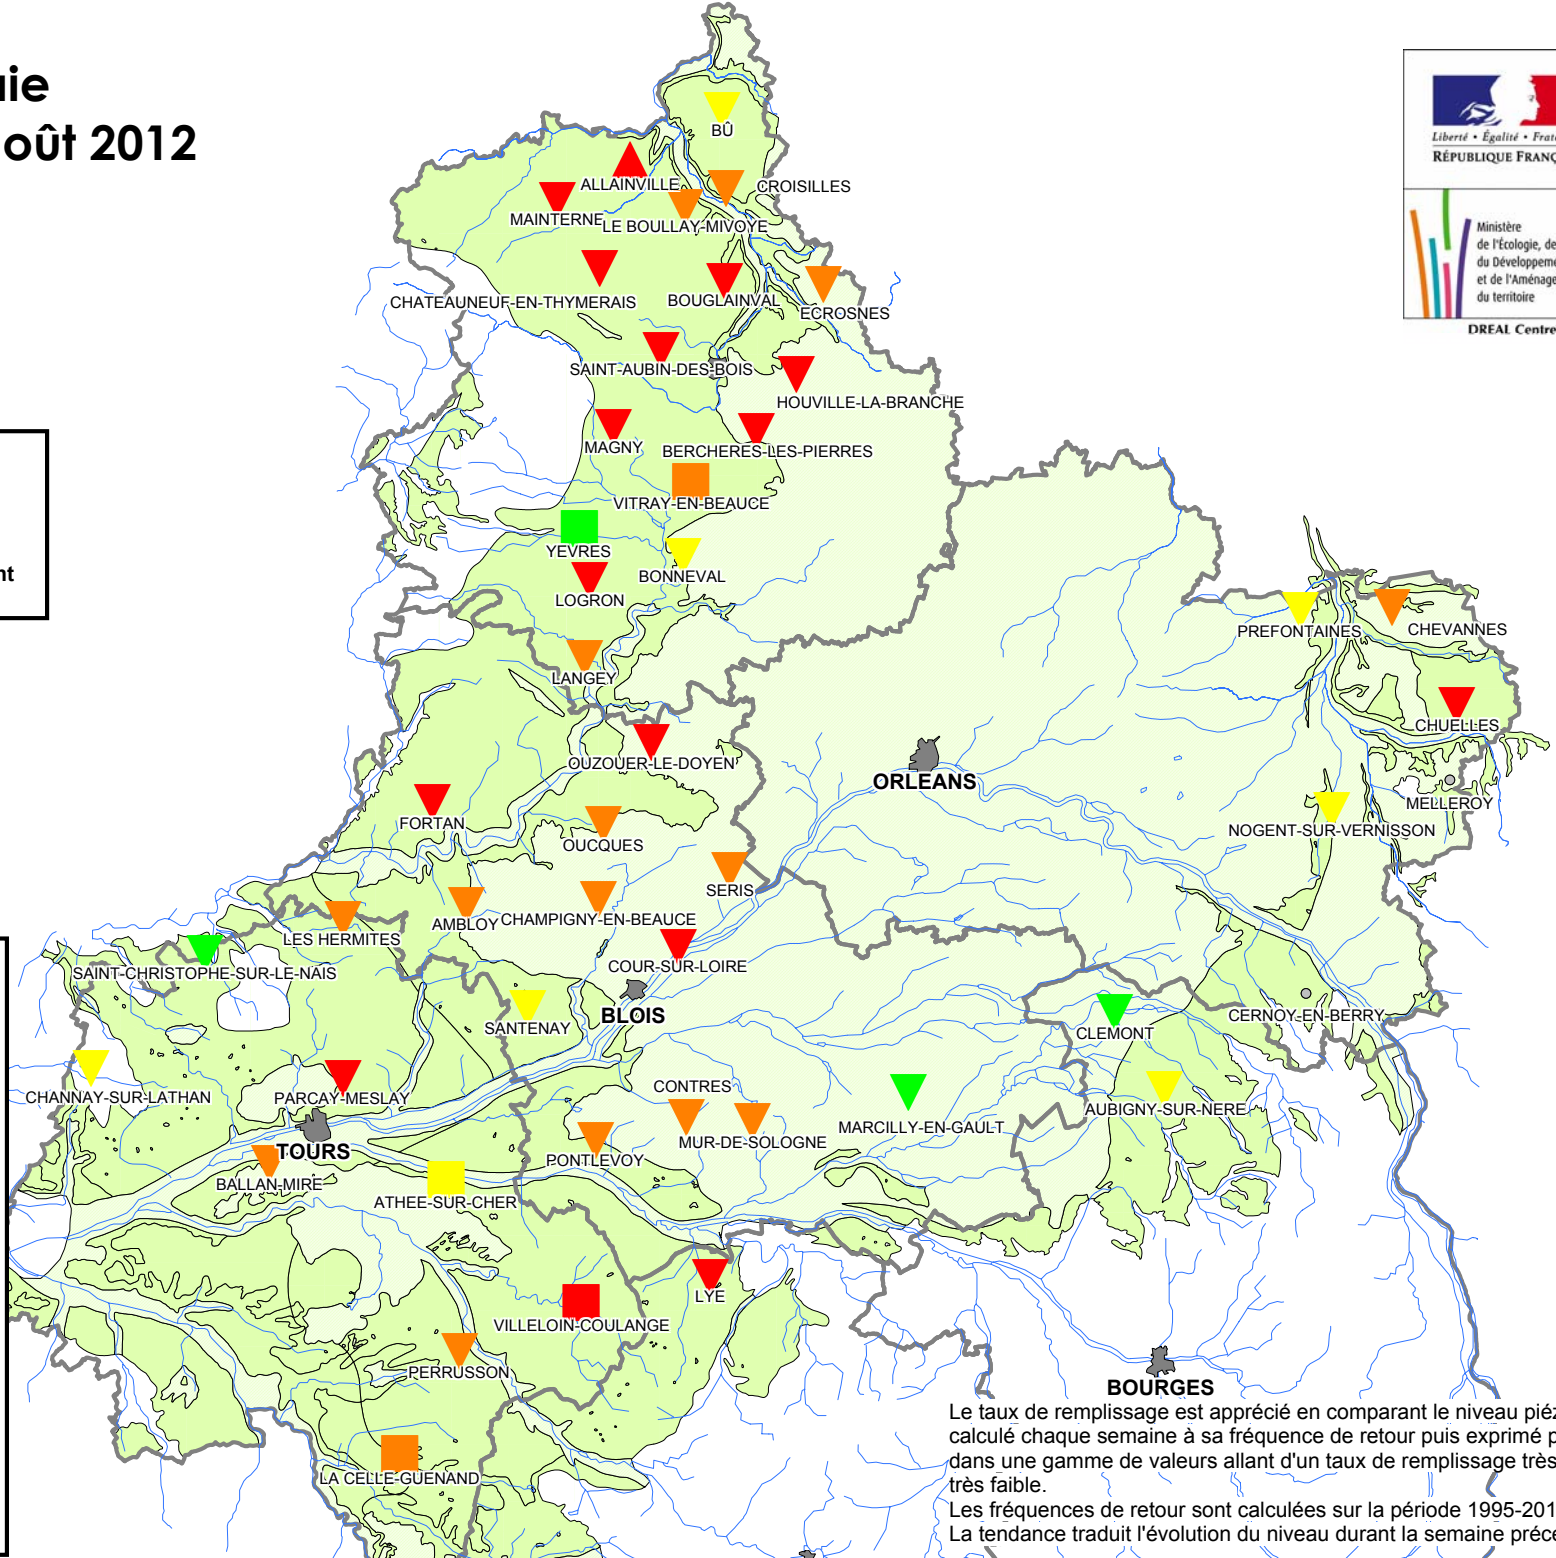 aie
oût 2012
Liberté • Égalité • Frat
RÉPUBLIQUE FRANÇ
Ministère
de l'Écologie, de
du Développeme
et de l'Aménage
du territoire
DREAL Centre
nt
BÛ
ALLAINVILLE
CROISILLES
MAINTERNE
LE BOULLAY-MIVOYE
CHATEAUNEUF-EN-THYMERAIS
BOUGLAINVAL
ECROSNES
SAINT-AUBIN-DES-BOIS
HOUVILLE-LA-BRANCHE
MAGNY
BERCHERES-LES-PIERRES
VITRAY-EN-BEAUCE
YEVRES
BONNEVAL
LOGRON
PREFONTAINES
CHEVANNES
LANGEY
CHUELLES
OUZOUER-LE-DOYEN
ORLEANS
MELLEROY
FORTAN
NOGENT-SUR-VERNISSON
OUCQUES
SERIS
AMBLOY
CHAMPIGNY-EN-BEAUCE
LES HERMITES
COUR-SUR-LOIRE
SAINT-CHRISTOPHE-SUR-LE-NAIS
BLOIS
SANTENAY
CERNOY-EN-BERRY
CLEMONT
CONTRES
CHANNAY-SUR-LATHAN
PARCAY-MESLAY
AUBIGNY-SUR-NERE
MARCILLY-EN-GAULT
MUR-DE-SOLOGNE
TOURS
PONTLEVOY
BALLAN-MIRE
ATHEE-SUR-CHER
LYE
VILLELOIN-COULANGE
PERRUSSON
BOURGES
LA CELLE-GUENAND
Le taux de remplissage est apprécié en comparant le niveau piéz
calculé chaque semaine à sa fréquence de retour puis exprimé p
dans une gamme de valeurs allant d'un taux de remplissage très
très faible.
Les fréquences de retour sont calculées sur la période 1995-201
La tendance traduit l'évolution du niveau durant la semaine précé